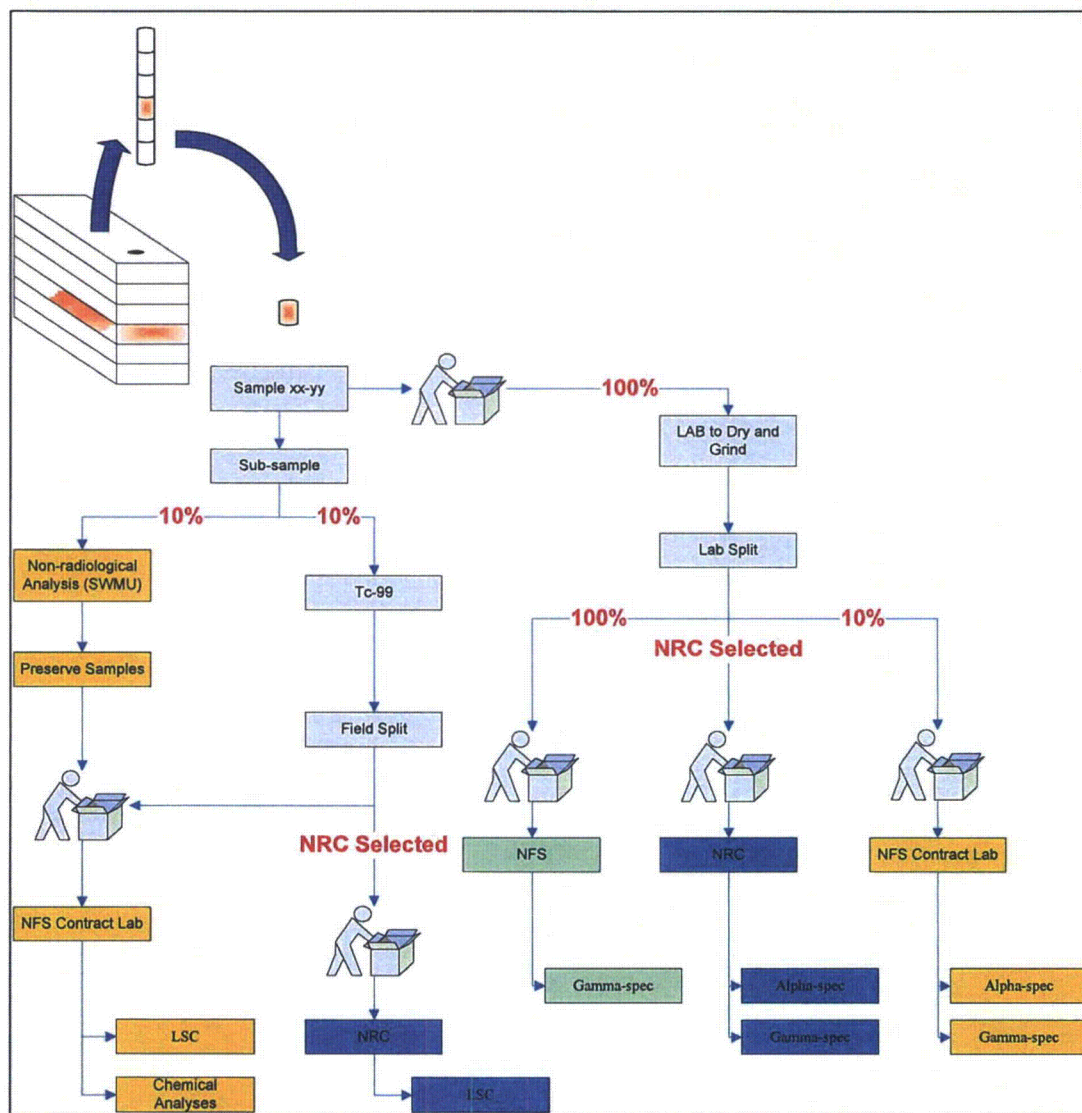 Sample xx-yy
100%
LAB to Dry and
Grind
Sub-sample
10%
10%
Non-radiological
Analysis (SWMU)
Tc-99
Lab Split
100%
NRC Selected
10%
Preserve Samples
Field Split
NRC Selected
NFS
NRC
NFS Contract Lab
NFS Contract Lab
Gamma-spec
Alpha-spec
Alpha-spec
LSC
NRC
Gamma-spec
Gamma-spec
Chemical
Analyses
LSC